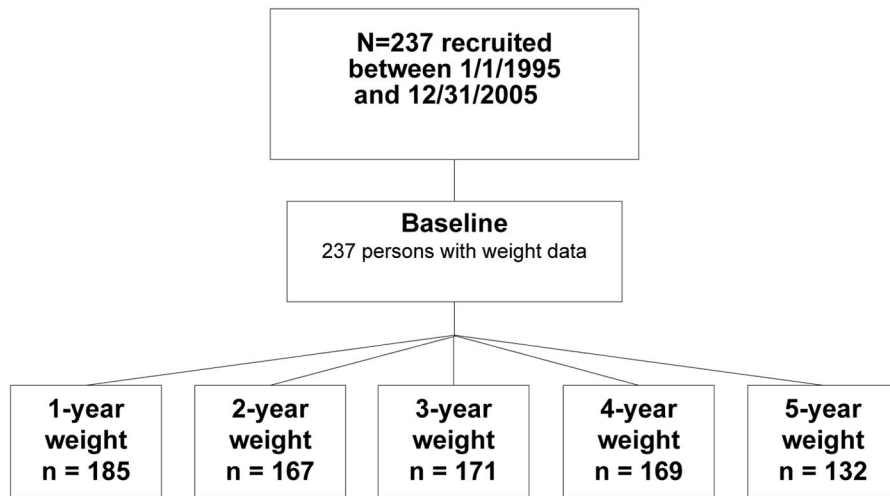 N=237 recruited
between 1/1/1995
and 12/31/2005
Baseline
237 persons with weight data
1-year
weight
n = 185
2-year
weight
n = 167
3-year
weight
n = 171
4-year
weight
n = 169
5-year
weight
n = 132